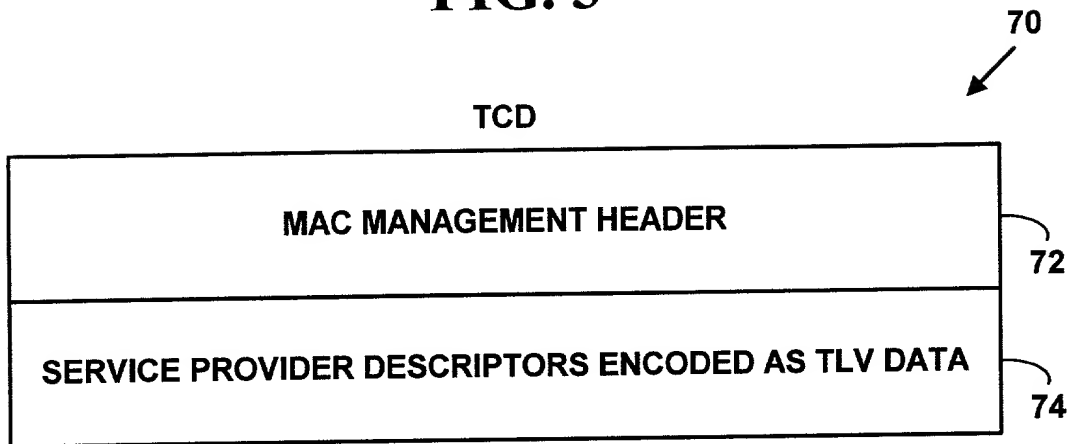 70
TCD
MAC MANAGEMENT HEADER
72
SERVICE PROVIDER DESCRIPTORS ENCODED AS TLV DATA
74